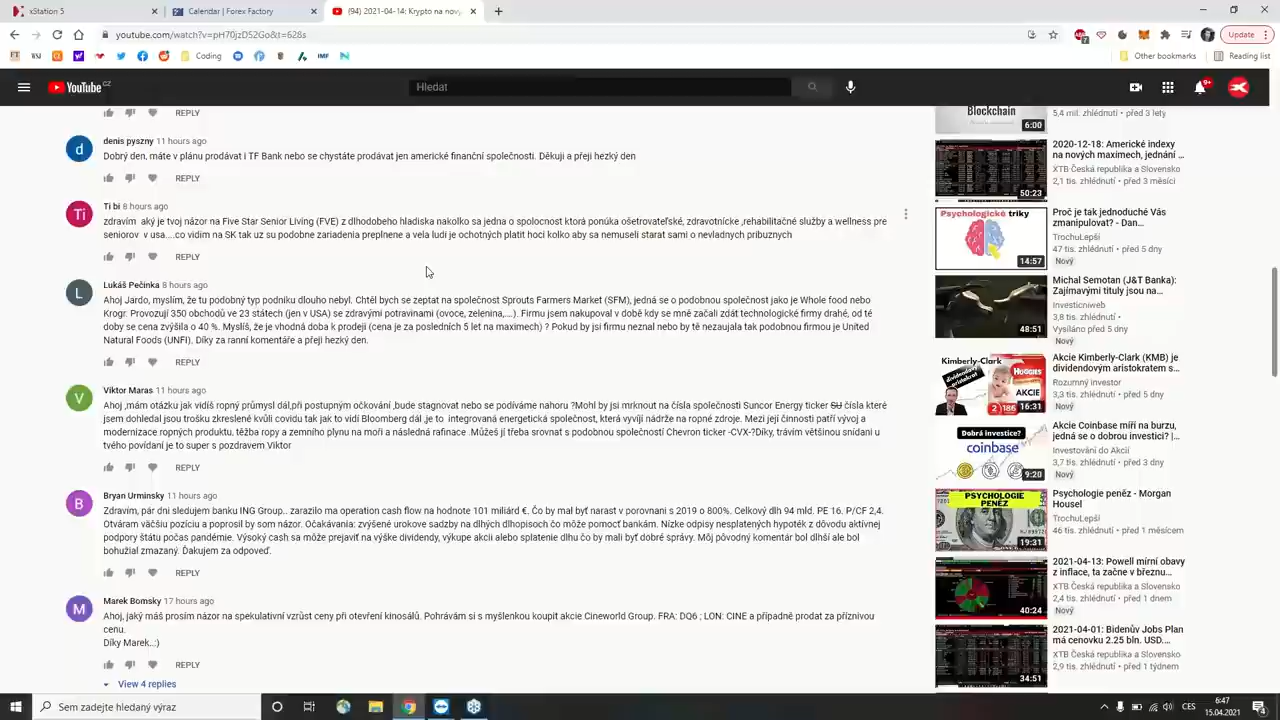 xStation 5
Calendar | Forex Factory
(94) 2021-04-14: Krypto na nov
youtube.com/watch?v=pH70jzD52Go&t=628s
Update
Coding
IMF
NU
Other bookmarks
Reading list
YouTube CZ
Hledat
9+
REPLY
denis pyszny 11 hours ago
Dobrý den, máte v plánu prodávat i TF Bank nebo se chystáte prodávat jen americké finanční společnosti. Děkuji a přeji hezký den
REPLY
Ti bi 8 hours ago
zdravím aký je tvoj názor na Five Star Senior Living (FVE) z dlhodobeho hladiska nakolko sa jedna o spolocnost ktorá ponúka ošetrovateľské, zdravotnícke ,rehabilitačné služby a wellness pre
seniorov v usa....co vidím na SK tak uz sú podobne zariadenia preplnene a vela ludí je ochotných platit hoci kolko aby sa nemuseli starat sami o nevladnych pribuznych
REPLY
Lukáš Pečinka 8 hours ago
Ahoj Jardo, myslím, že tu podobný typ podniku dlouho nebyl. Chtěl bych se zeptat na společnost Sprouts Farmers Market (SFM), jedná se o podobnou společnost jako je Whole food nebo
Krogr. Provozují 350 obchodů ve 23 státech (jen v USA) se zdravými potravinami (ovoce, zelenina,....). Firmu jsem nakupoval v době kdy se mně začali zdát technologické firmy drahé, od té
doby se cena zvýšila o 40 %. Myslíš, že je vhodná doba k prodeji (cena je za posledních 5 let na maximech) ? Pokud by jsi firmu neznal nebo by tě nezaujala tak podobnou firmou je United
Natural Foods (UNFI). Díky za ranní komentáře a přeji hezký den.
REPLY
Viktor Maras 11 hours ago
Ahoj ,mám otázku jak vidíš ropný průmysl dál při postupným očkování ,bude stagnovat nebo se podíváme nahoru ?Mohl by jsi mrknout na čísla společnosti Suncor Energy ticker SU čísla které
jsem dohledal jsou trošku zkreslené kvůli covidu tak jak to vidí Bloomberg dál ,je to integrovaná energetická společnost, která vyvíjí nádrže na ropné zdroje. Mezi její činnosti patří vývoj a
modernizace ropných produktů, těžba ropy a zemního plynu na moři a následná rafinace .Můžeš jí třeba srovnat s podobnou společností Chevron ticker -CVX-?Díky, trávím většinou snídani u
tvého povídaní je to super s pozdravem Viktor
REPLY
Bryan Urminsky 11 hours ago
Zdravím, pár dni sledujem banku ING Group. Zarazilo ma operation cash flow na hodnote 101 miliárd €, Čo by mal byť narast v porovnani s 2019 o 800%. Celkový dlh 94 mld. PE 16. P/CF 2,4.
Otváram väčšiu pozíciu a poprosil by som názor. Očakávania: zvýšené urokove sadzby na dlhých dlhopisoch čo môže pomocť bankám. Nízke odpisy nesplatených hypoték z dôvodu aktívnej
podpory štátu počas pandémie. Výsoký cash sa môže prejaviť na výške dividendy, výkupe akcii alebo splatenie dlhu čo by mali byť dobré správy. Môj pôvodný komentár bol dlhší ale bol
bohužial zmazaný. Ďakujem za odpoveď.
REPLY
Marek Bomsky 17 hours ago
Ahoj, jaký máš prosím názor na spekulativní vzrůst ceny při otevření kinosálů. Pohrávám si s myšlenkou koupit akcie Cineworld Group. FRA: DQ6 ; LON: CINE a případně prodat za příznivou
cenu.
Díky Marek..:)
REPLY
View 4 replies
Blockchain
6:00
5,4 mil. zhlédnutí • před 3 lety
50:23
2020-12-18: Americké indexy
na nových maximech, jednání ...
XTB Česká republika a Slovensko
2,1 tis. zhlédnutí • před 3 měsíci
Psychologické triky
14:57
Proč je tak jednoduché Vás
zmanipulovat? - Dan...
TrochuLepší
47 tis. zhlédnutí • před 5 dny
Nový
48:51
Michal Semotan (J&T Banka):
Zajímavými tituly jsou na...
Investicniweb
3,8 tis. zhlédnutí •
Vysíláno před 5 dny
Nový
Kimberly-Clark
dividendový aristokrat
HUGGIES
AKCIE
2 186
16:31
Akcie Kimberly-Clark (KMB) je
dividendovým aristokratem s...
Rozumný investor
3,3 tis. zhlédnutí • před 5 dny
Nový
Dobrá investice?
coinbase
9:20
Akcie Coinbase míří na burzu,
jedná se o dobrou investici? |...
Investování do Akcií
3,7 tis. zhlédnutí • před 3 dny
Nový
PSYCHOLOGIE
PENĚZ
19:31
Psychologie peněz - Morgan
Housel
TrochuLepší
46 tis. zhlédnutí • před 1 měsícem
40:24
2021-04-13: Powell mírní obavy
z inflace, ta začne v březnu...
XTB Česká republika a Slovensko
2,4 tis. zhlédnutí • před 1 dnem
Nový
34:51
2021-04-01: Bidenův Jobs Plan
má cenovku 2.25 bln. USD....
XTB Česká republika a Slovensko
2,9 tis. zhlédnutí • před 1 týdnem
Sem zadejte hledaný výraz
CES
6:47
15.04.2021
4